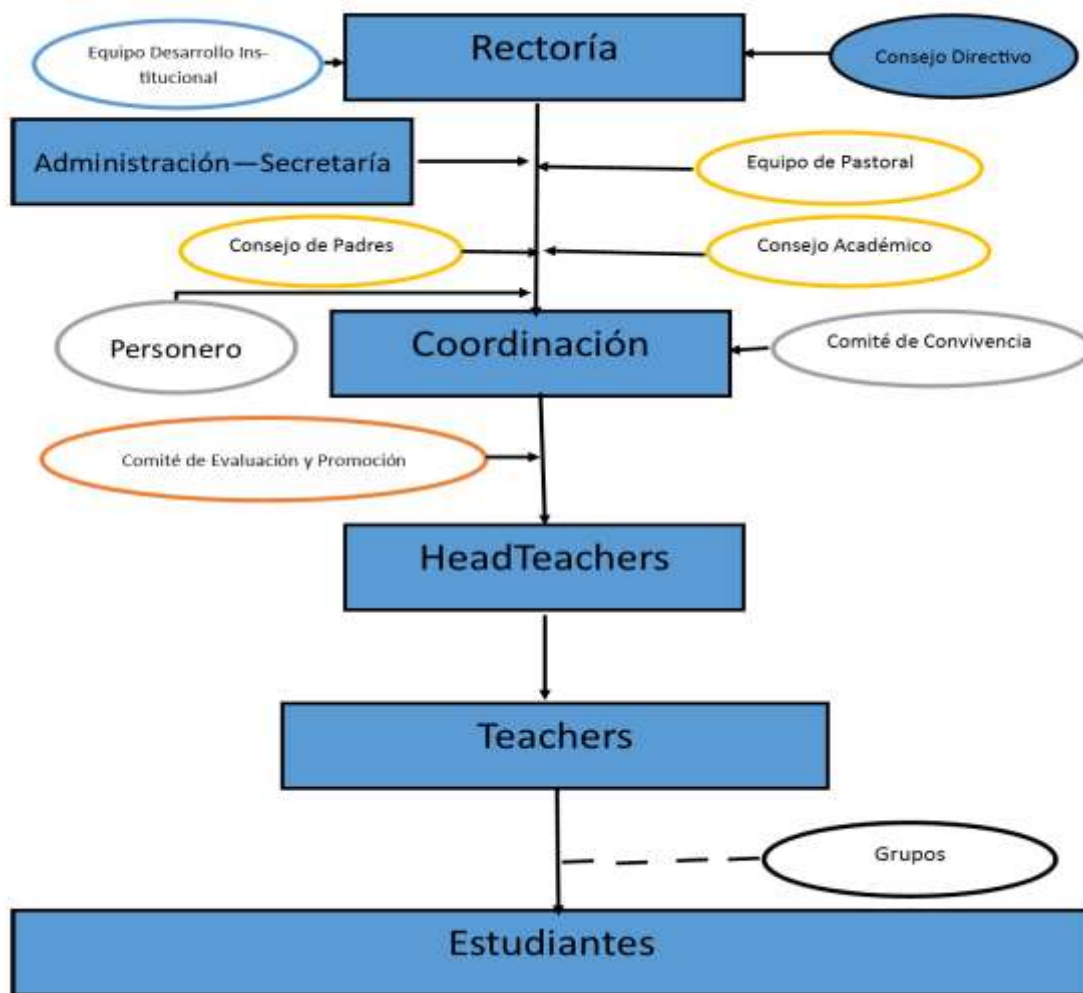 Equipo Desarrollo Ins-
titucional
Rectoría
Consejo Directivo
Administración—Secretaría
Equipo de Pastoral
Consejo de Padres
Consejo Académico
Personero
Coordinación
Comité de Convivencia
Comité de Evaluación y Promoción
HeadTeachers
Teachers
Grupos
Estudiantes